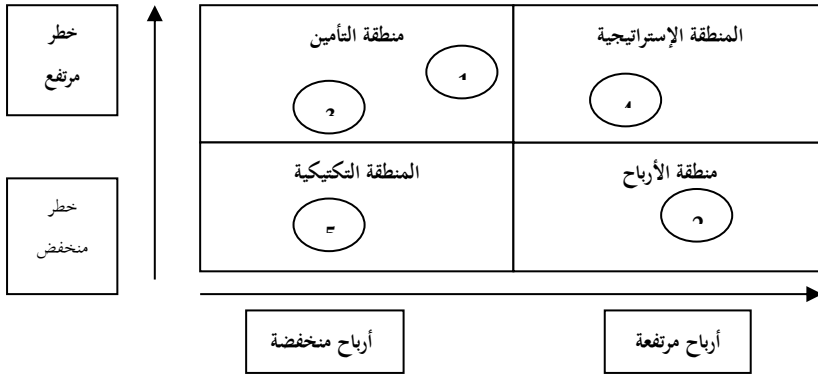 المنطقة الإستراتيجية
منطقة التأمين
خطر
مرتفع
منطقة الأرباح
المنطقة التكتيكية
خطر
منخفض
أرباح مرتفعة
أرباح منخفضة